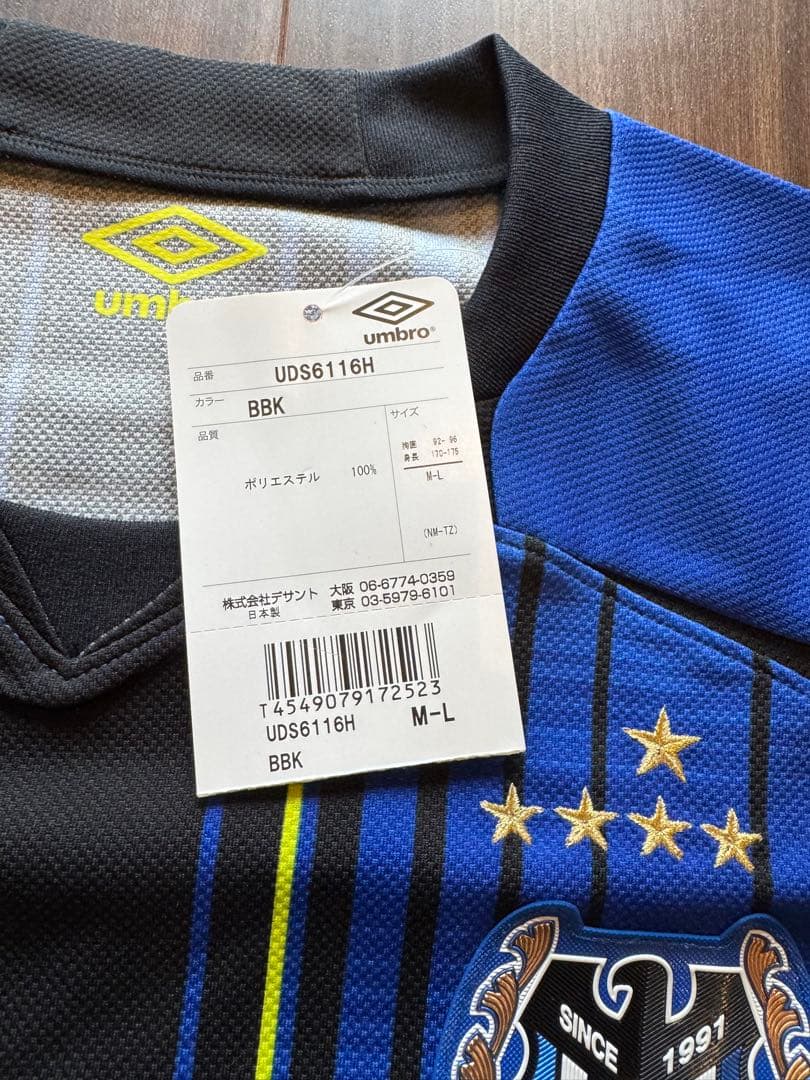 umbro
umbro®
品番 UDS6116H
カラー BBK
品質
サイズ
ポリエステル 100%
胸囲 92- 96
身長 170-175
M-L
(NM-TZ)
株式会社デサント 大阪 06-6774-0359
日本製 東京 03-5979-6101
T4549079172523
UDS6116H M-L
BBK
SINCE 1991